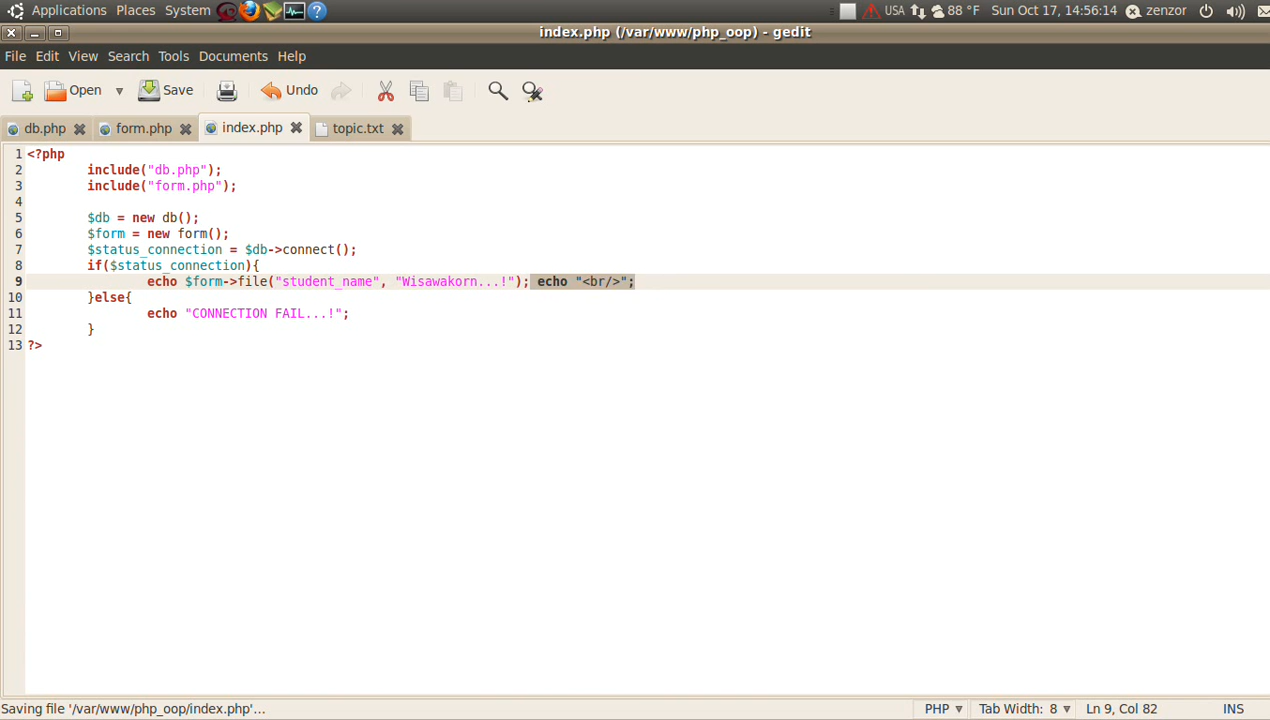 Applications Places System USA 88 °F Sun Oct 17, 14:56:14 zenzor
index.php (/var/www/php_oop) - gedit
File Edit View Search Tools Documents Help
Open Save Undo
db.php form.php index.php topic.txt
1 <?php
2 include("db.php");
3 include("form.php");
4
5 $db = new db();
6 $form = new form();
7 $status_connection = $db->connect();
8 if($status_connection){
9 echo $form->file("student_name", "Wisawakorn...!"); echo "<br/>";
10 }else{
11 echo "CONNECTION FAIL...!";
12 }
13 ?>
Saving file '/var/www/php_oop/index.php'... PHP Tab Width: 8 Ln 9, Col 82 INS